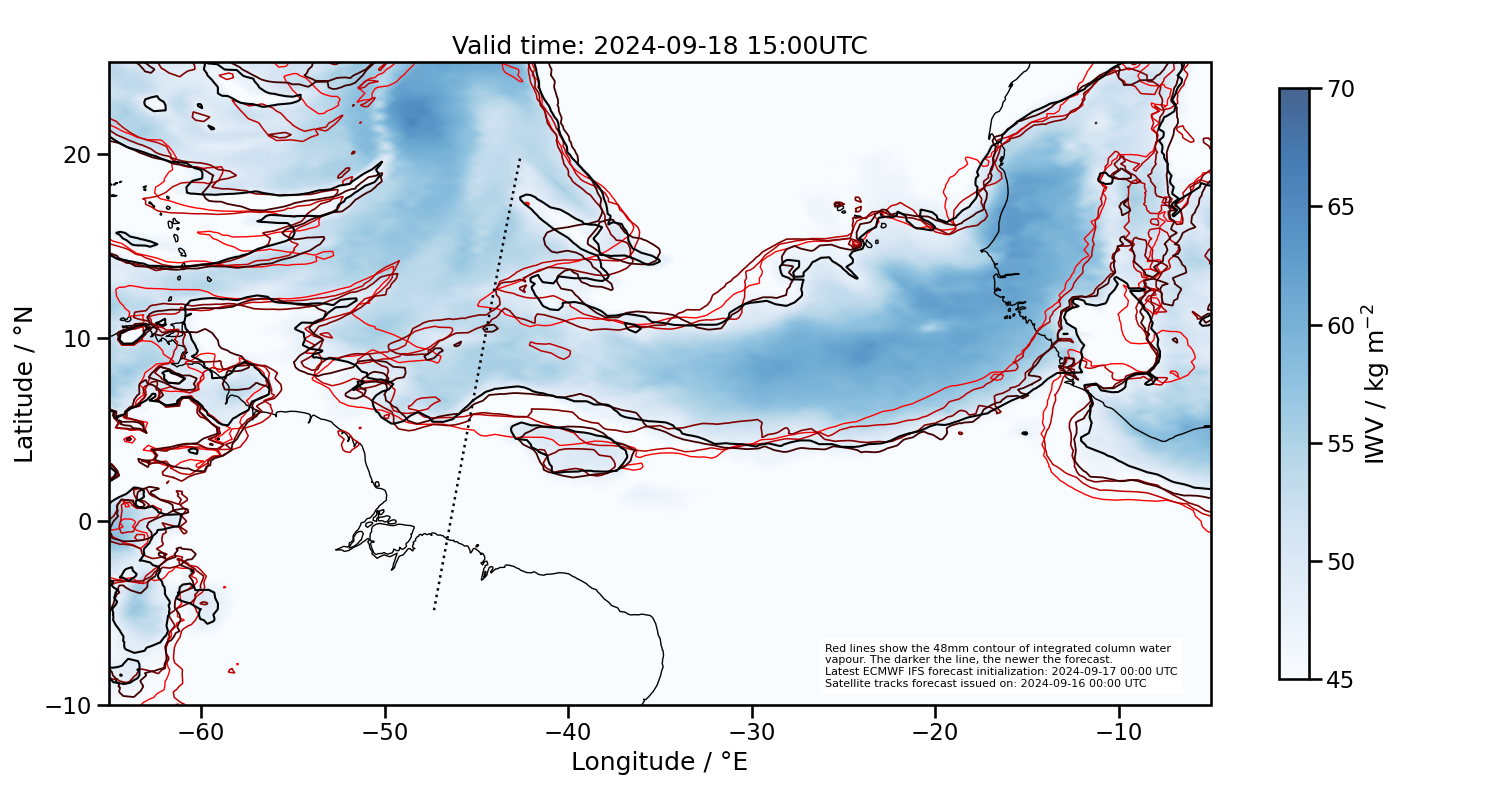 Valid time: 2024-09-18 15:00UTC
Latitude / °N
20
10
0
−10
−60
−50
−40
−30
−20
−10
Longitude / °E
Red lines show the 48mm contour of integrated column water
vapour. The darker the line, the newer the forecast.
Latest ECMWF IFS forecast initialization: 2024-09-17 00:00 UTC
Satellite tracks forecast issued on: 2024-09-16 00:00 UTC
70
65
60
55
50
45
IWV / kg m⁻²